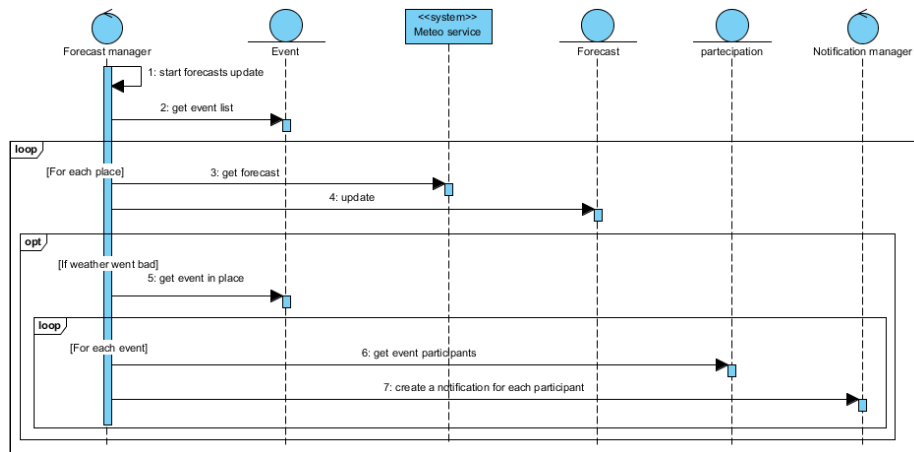 <<system>>
Meteo service
Forecast manager
Event
Forecast
partecipation
Notification manager
1: start forecasts update
2: get event list
loop
[For each place]
3: get forecast
4: update
opt
[If weather went bad]
5: get event in place
loop
[For each event]
6: get event participants
7: create a notification for each participant